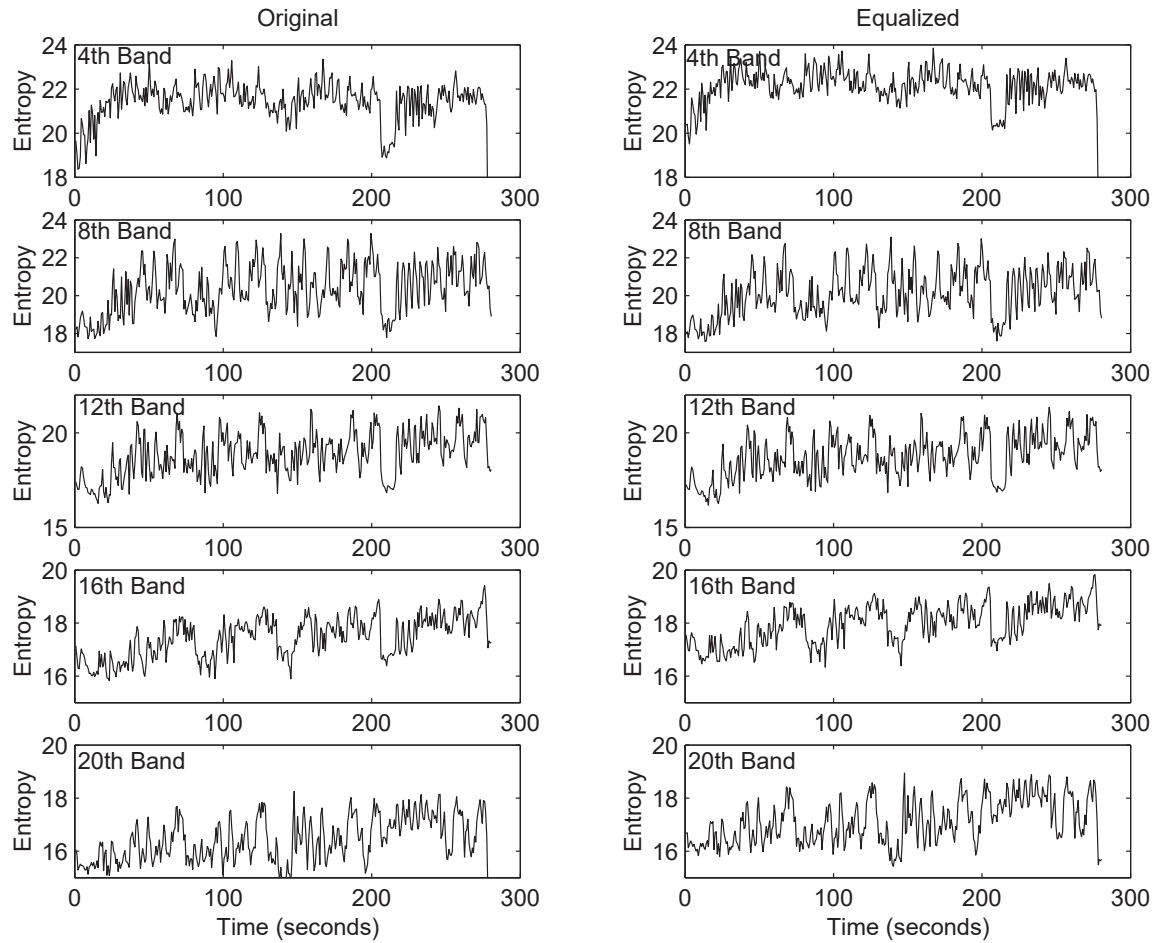 Original
Equalized
4th Band
Entropy
24
22
20
18
0 100 200 300
4th Band
Entropy
24
22
20
18
0 100 200 300
8th Band
Entropy
24
22
20
18
0 100 200 300
8th Band
Entropy
24
22
20
18
0 100 200 300
12th Band
Entropy
20
15
0 100 200 300
12th Band
Entropy
20
15
0 100 200 300
16th Band
Entropy
20
18
16
0 100 200 300
16th Band
Entropy
20
18
16
0 100 200 300
20th Band
Entropy
20
18
16
0 100 200 300
Time (seconds)
20th Band
Entropy
20
18
16
0 100 200 300
Time (seconds)